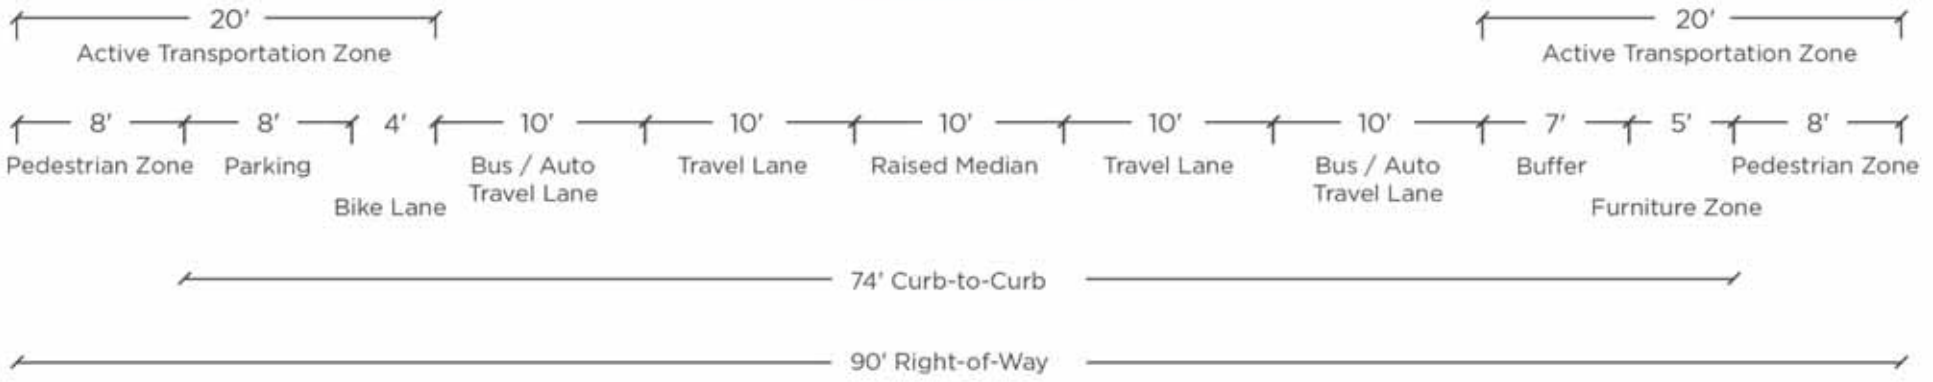 20' 20'
Active Transportation Zone Active Transportation Zone
8' 8' 4' 10' 10' 10' 10' 10' 7' 5' 8'
Pedestrian Zone Parking Bus / Auto Travel Lane Raised Median Travel Lane Bus / Auto Buffer Pedestrian Zone
Travel Lane Travel Lane
Bike Lane Furniture Zone
74' Curb-to-Curb
90' Right-of-Way